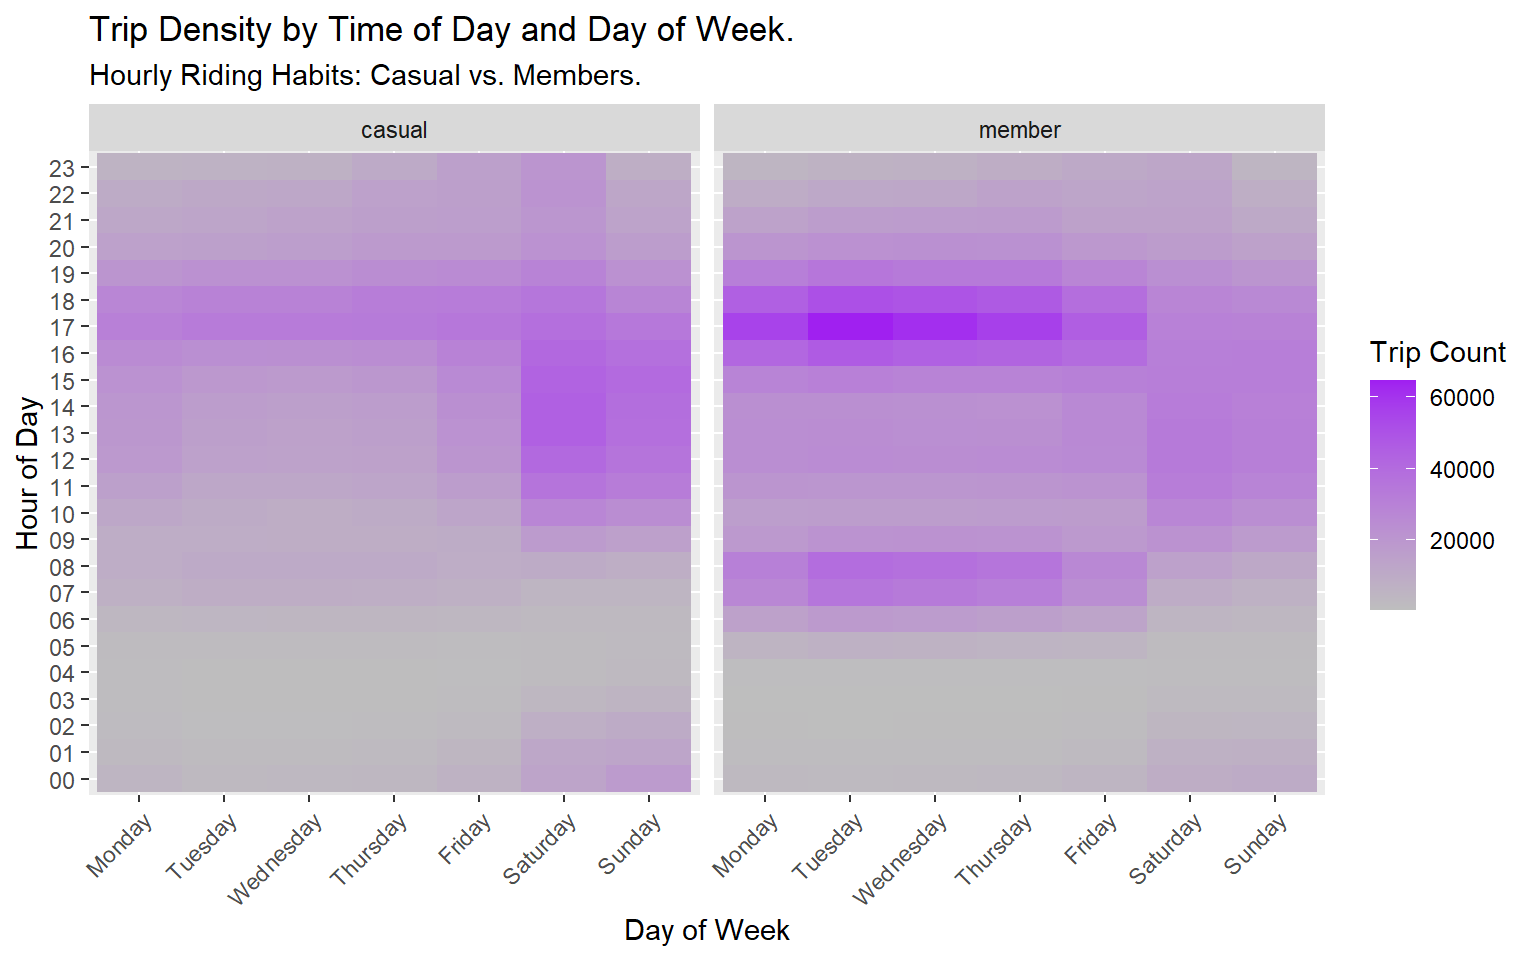 Trip Density by Time of Day and Day of Week.
Hourly Riding Habits: Casual vs. Members.
casual
member
23
22
21
20
19
18
17
16
15
14
13
12
11
10
09
08
07
06
05
04
03
02
01
00
Hour of Day
Monday
Tuesday
Wednesday
Thursday
Friday
Saturday
Sunday
Monday
Tuesday
Wednesday
Thursday
Friday
Saturday
Sunday
Day of Week
Trip Count
60000
40000
20000